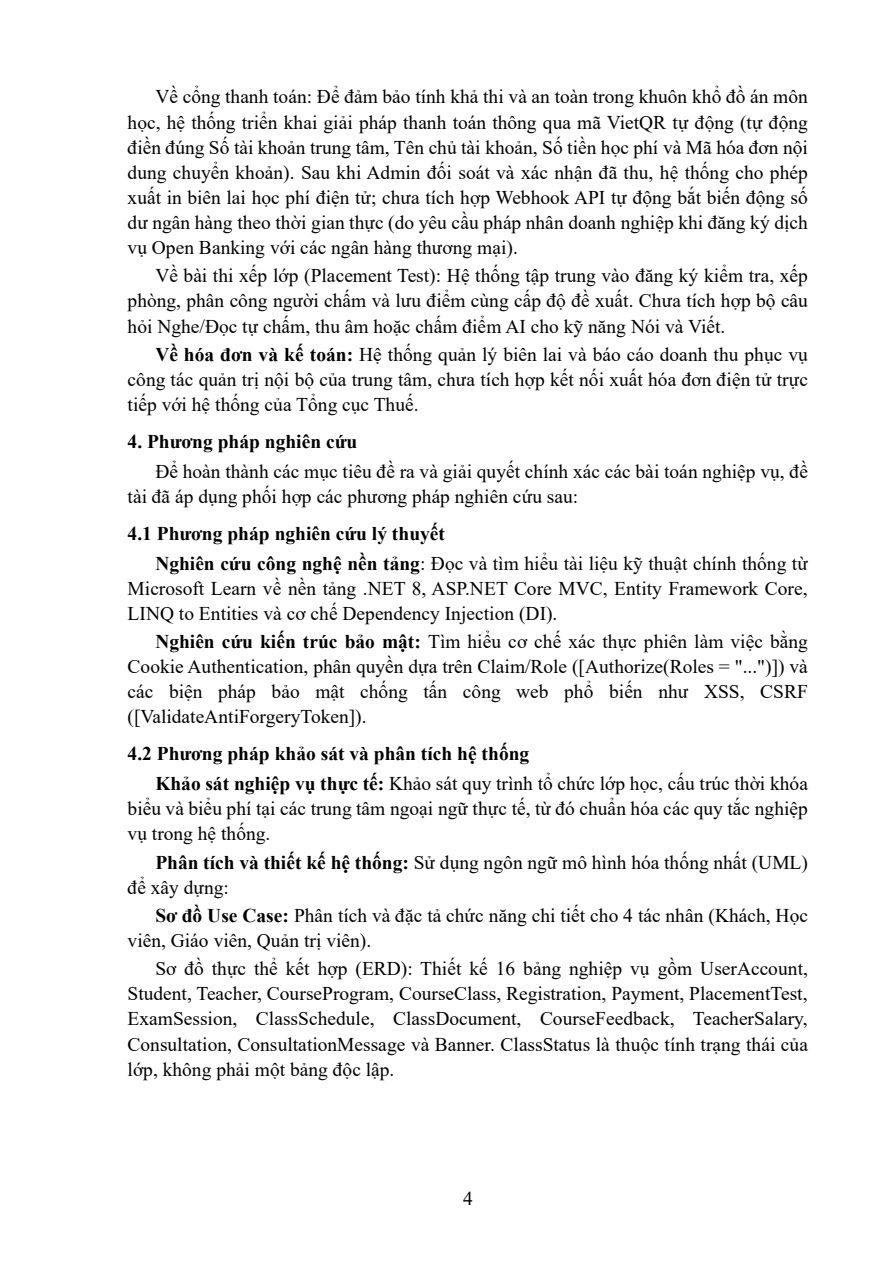 Về cổng thanh toán: Để đảm bảo tính khả thi và an toàn trong khuôn khổ đồ án môn
học, hệ thống triển khai giải pháp thanh toán thông qua mã VietQR tự động (tự động
điền đúng Số tài khoản trung tâm, Tên chủ tài khoản, Số tiền học phí và Mã hóa đơn nội
dung chuyển khoản). Sau khi Admin đối soát và xác nhận đã thu, hệ thống cho phép
xuất in biên lai học phí điện tử; chưa tích hợp Webhook API tự động bắt biến động số
dư ngân hàng theo thời gian thực (do yêu cầu pháp nhân doanh nghiệp khi đăng ký dịch
vụ Open Banking với các ngân hàng thương mại).
Về bài thi xếp lớp (Placement Test): Hệ thống tập trung vào đăng ký kiểm tra, xếp
phòng, phân công người chấm và lưu điểm cùng cấp độ đề xuất. Chưa tích hợp bộ câu
hỏi Nghe/Đọc tự chấm, thu âm hoặc chấm điểm AI cho kỹ năng Nói và Viết.
Về hóa đơn và kế toán: Hệ thống quản lý biên lai và báo cáo doanh thu phục vụ
công tác quản trị nội bộ của trung tâm, chưa tích hợp kết nối xuất hóa đơn điện tử trực
tiếp với hệ thống của Tổng cục Thuế.
4. Phương pháp nghiên cứu
Để hoàn thành các mục tiêu đề ra và giải quyết chính xác các bài toán nghiệp vụ, đề
tài đã áp dụng phối hợp các phương pháp nghiên cứu sau:
4.1 Phương pháp nghiên cứu lý thuyết
Nghiên cứu công nghệ nền tảng: Đọc và tìm hiểu tài liệu kỹ thuật chính thống từ
Microsoft Learn về nền tảng .NET 8, ASP.NET Core MVC, Entity Framework Core,
LINQ to Entities và cơ chế Dependency Injection (DI).
Nghiên cứu kiến trúc bảo mật: Tìm hiểu cơ chế xác thực phiên làm việc bằng
Cookie Authentication, phân quyền dựa trên Claim/Role ([Authorize(Roles = "...")]) và
các biện pháp bảo mật chống tấn công web phổ biến như XSS, CSRF
([ValidateAntiForgeryToken]).
4.2 Phương pháp khảo sát và phân tích hệ thống
Khảo sát nghiệp vụ thực tế: Khảo sát quy trình tổ chức lớp học, cấu trúc thời khóa
biểu và biểu phí tại các trung tâm ngoại ngữ thực tế, từ đó chuẩn hóa các quy tắc nghiệp
vụ trong hệ thống.
Phân tích và thiết kế hệ thống: Sử dụng ngôn ngữ mô hình hóa thống nhất (UML)
để xây dựng:
Sơ đồ Use Case: Phân tích và đặc tả chức năng chi tiết cho 4 tác nhân (Khách, Học
viên, Giáo viên, Quản trị viên).
Sơ đồ thực thể kết hợp (ERD): Thiết kế 16 bảng nghiệp vụ gồm UserAccount,
Student, Teacher, CourseProgram, CourseClass, Registration, Payment, PlacementTest,
ExamSession, ClassSchedule, ClassDocument, CourseFeedback, TeacherSalary,
Consultation, ConsultationMessage và Banner. ClassStatus là thuộc tính trạng thái của
lớp, không phải một bảng độc lập.
4